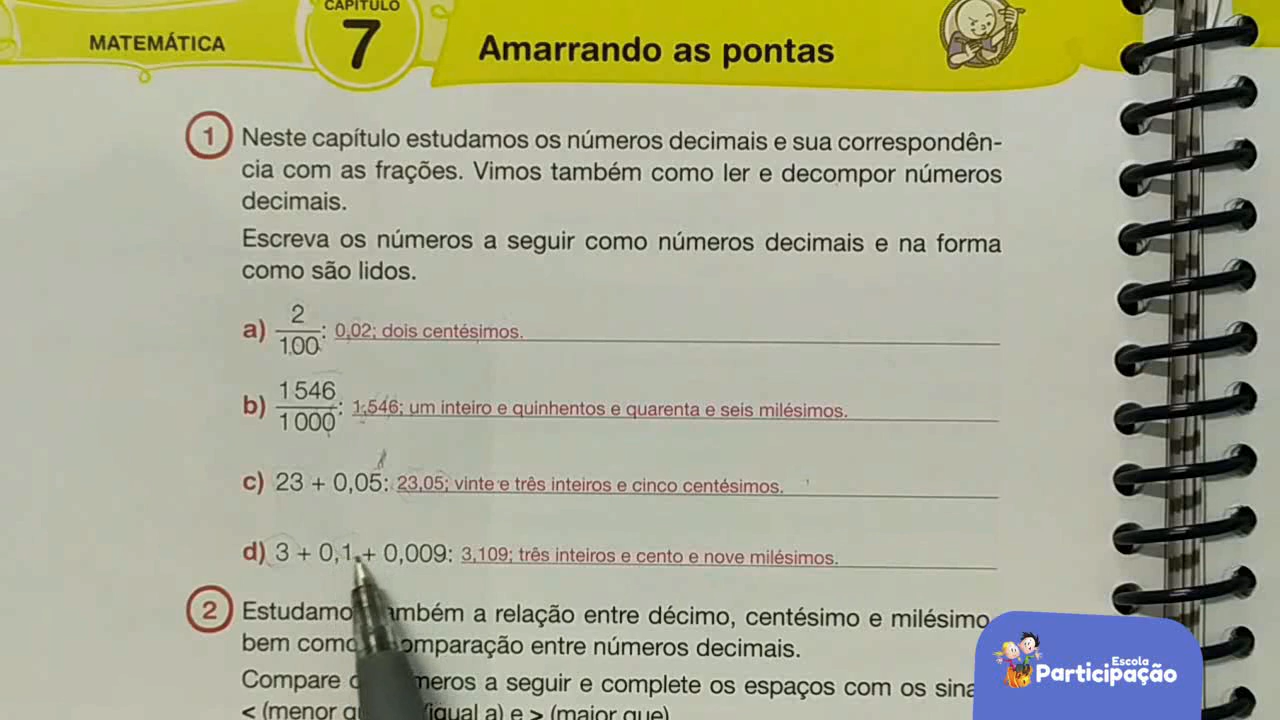 CAPÍTULO
MATEMÁTICA
7
Amarrando as pontas
1 Neste capítulo estudamos os números decimais e sua correspondên-
cia com as frações. Vimos também como ler e decompor números
decimais.
Escreva os números a seguir como números decimais e na forma
como são lidos.
a) 2/100: 0,02; dois centésimos.
b) 1 546/1 000: 1,546; um inteiro e quinhentos e quarenta e seis milésimos.
c) 23 + 0,05: 23,05; vinte e três inteiros e cinco centésimos.
d) 3 + 0,1 + 0,009: 3,109; três inteiros e cento e nove milésimos.
2 Estudamo também a relação entre décimo, centésimo e milésimo
bem como comparação entre números decimais.
Compare meros a seguir e complete os espaços com os sina
< (menor (igual a) e > (maior que)
Escola
Participação